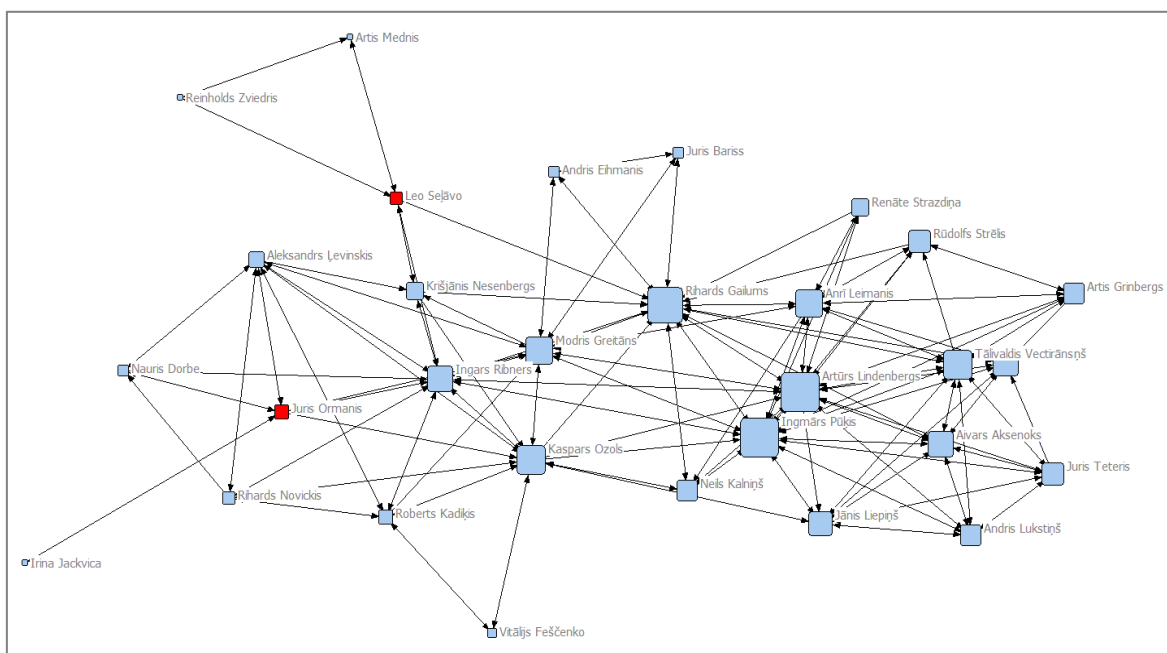 Artis Mednis
Reinholds Zviedris
Juris Bariss
Andris Eihmanis
Leo Seļāvo
Renāte Strazdiņa
Rūdolfs Strēlis
Aleksandrs Ļevinskis
Krišjānis Nesenbergs
Rihards Gailums
Anrī Leimanis
Artis Grinbergs
Modris Greitāns
Tālivaldis Vectirānsņš
Nauris Dorbe
Ingars Ribners
Artūrs Lindenbergs
Juris Ormanis
Ingmārs Pūķis
Aivars Aksenoks
Kaspars Ozols
Juris Teteris
Neils Kalniņš
Rihards Novickis
Roberts Kadiķis
Jānis Liepiņš
Andris Lukstiņš
Irina Jackvica
Vitālijs Feščenko